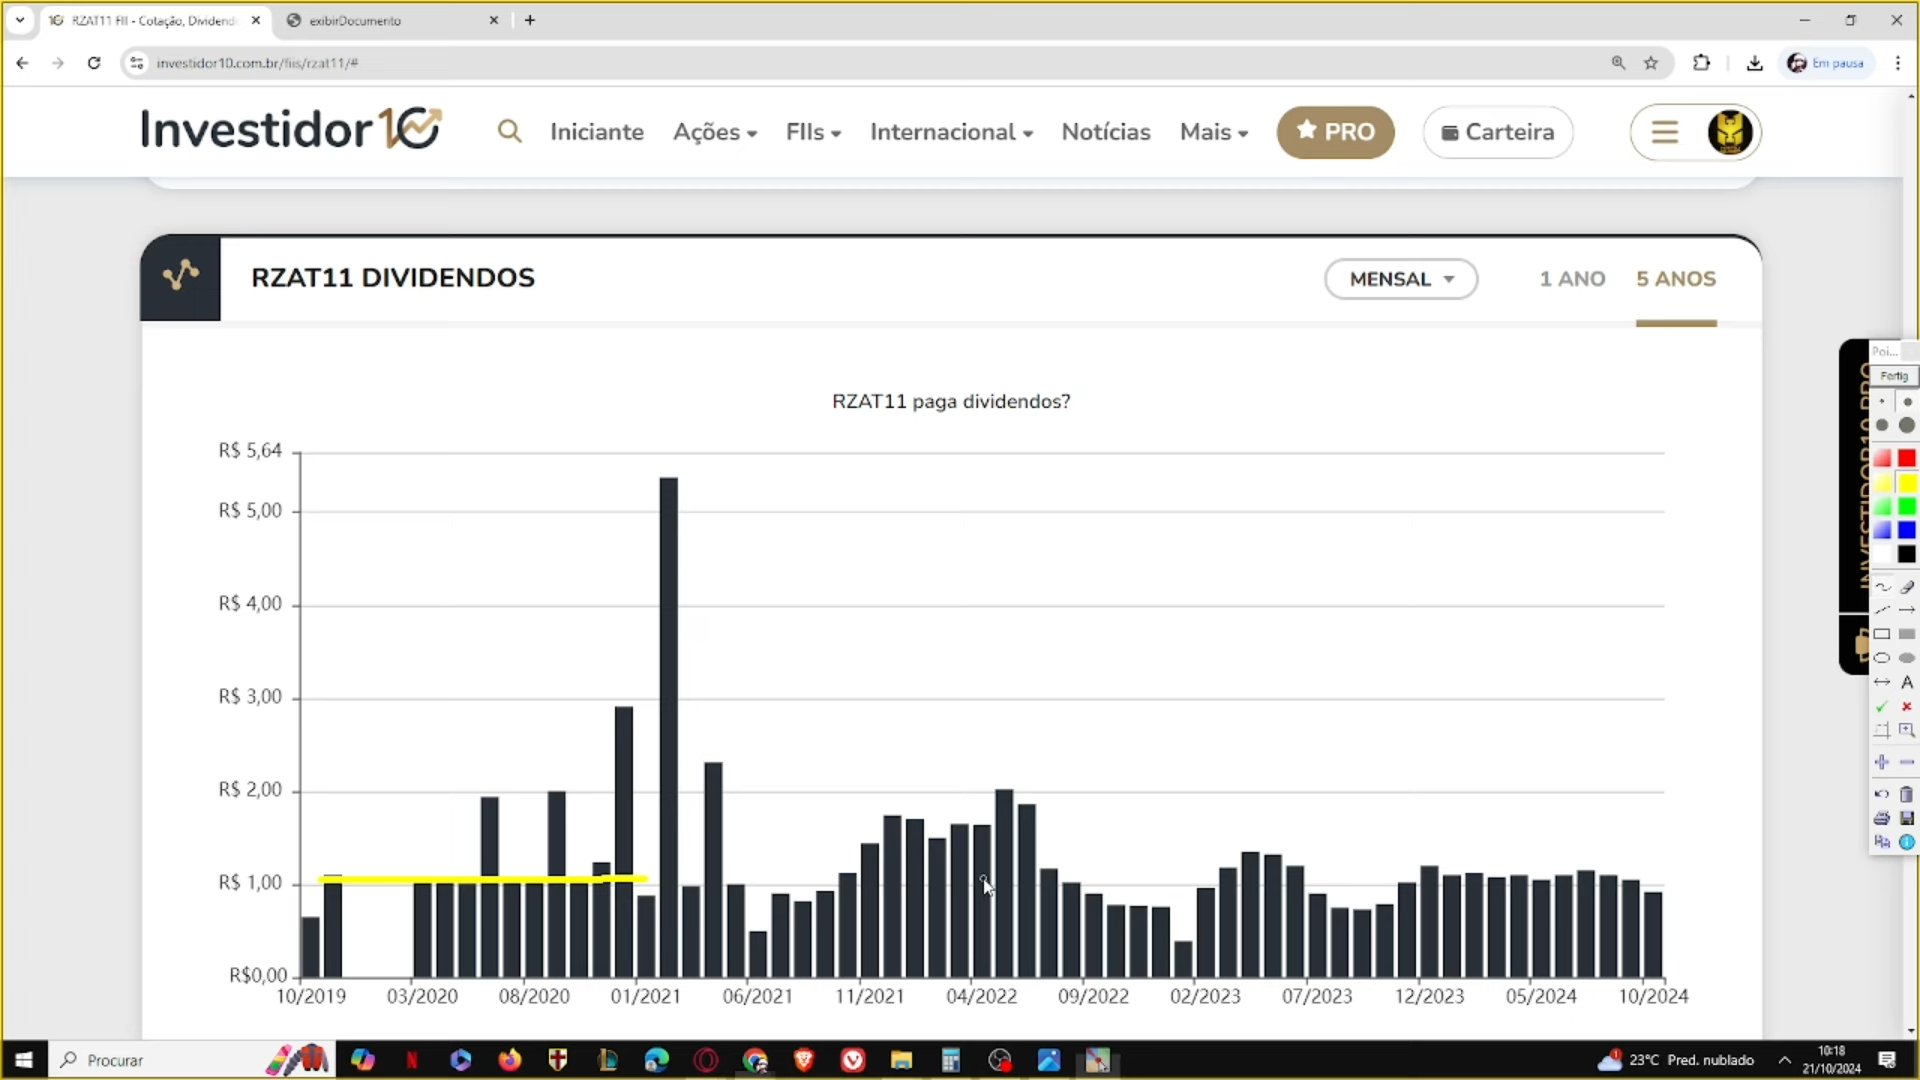 RZAT11 FII - Cotação, Dividend
exibirDocumento
investidor10.com.br/fiis/rzat11/#
Em pausa
Investidor10
Iniciante
Ações
FIIs
Internacional
Notícias
Mais
PRO
Carteira
RZAT11 DIVIDENDOS
MENSAL
1 ANO
5 ANOS
Poi...
Fertig
INVESTIDOR10 PRO
RZAT11 paga dividendos?
R$ 5,64
R$ 5,00
R$ 4,00
R$ 3,00
R$ 2,00
R$ 1,00
R$0,00
10/2019
03/2020
08/2020
01/2021
06/2021
11/2021
04/2022
09/2022
02/2023
07/2023
12/2023
05/2024
10/2024
A
Procurar
23°C Pred. nublado
10:18
21/10/2024